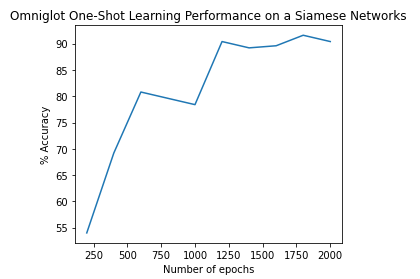 Omniglot One-Shot Learning Performance on a Siamese Networks
90
85
80
75
70
65
60
55
% Accuracy
250 500 750 1000 1250 1500 1750 2000
Number of epochs